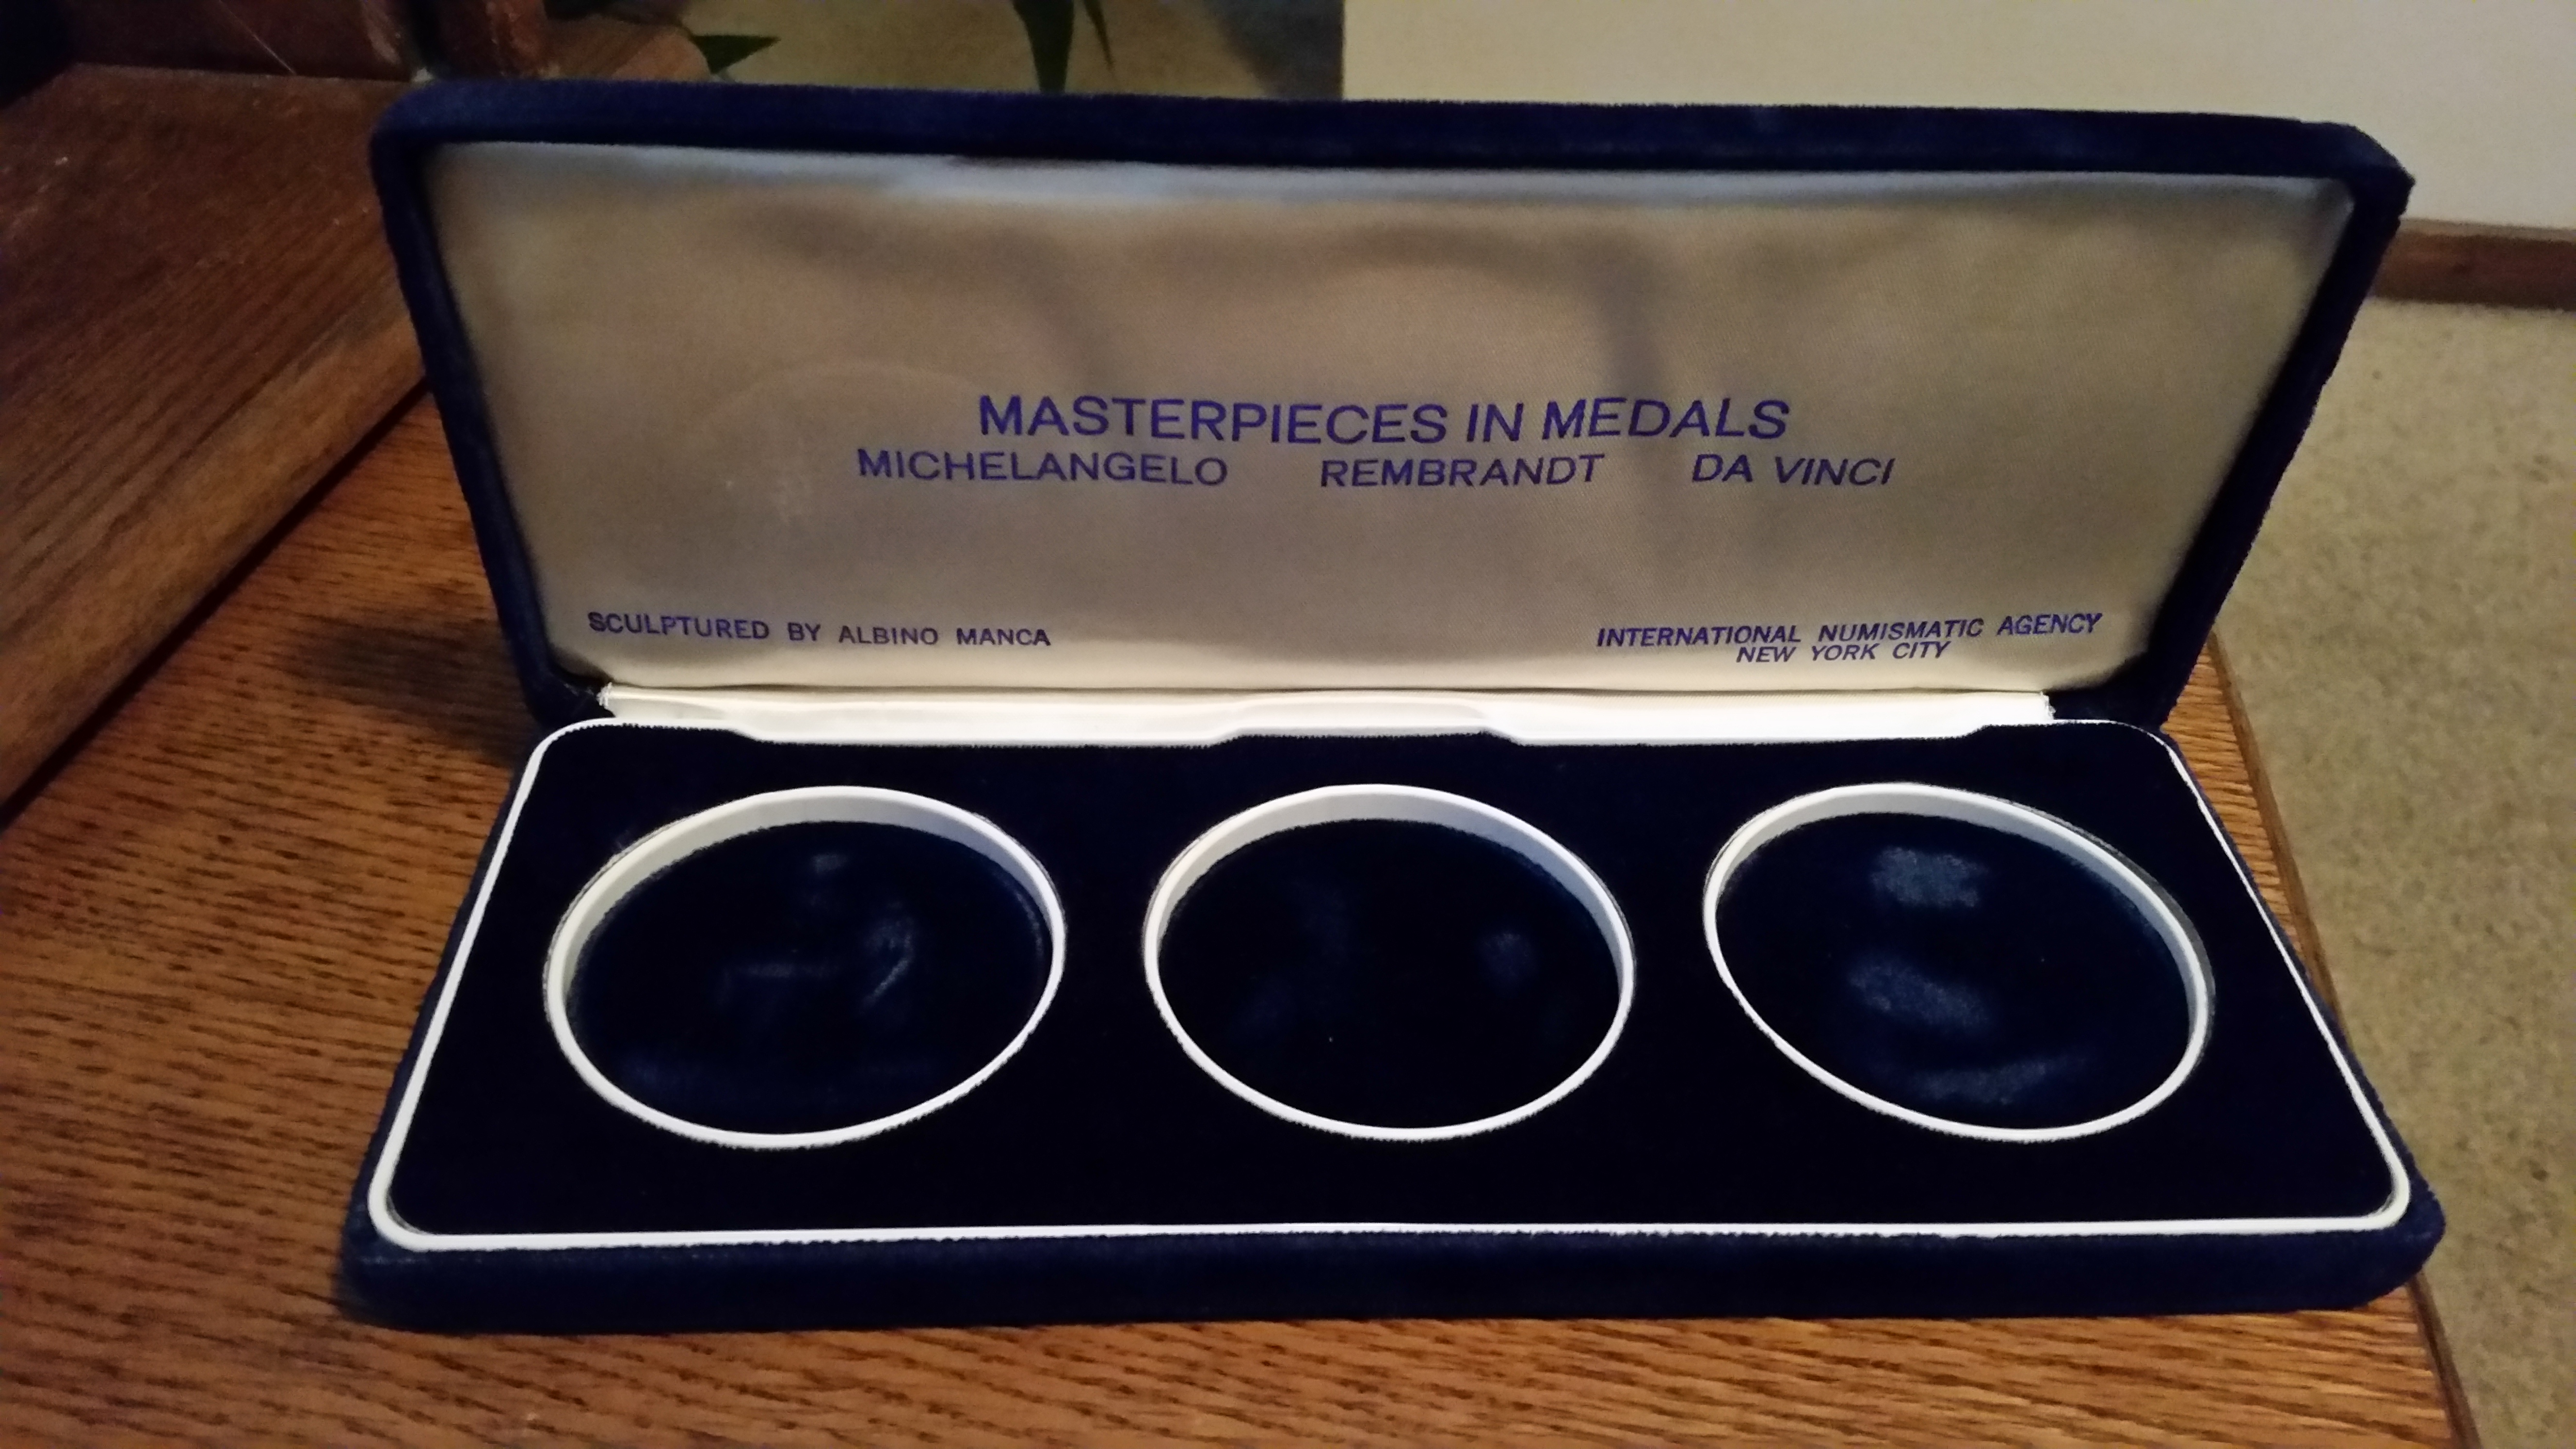 MASTERPIECES IN MEDALS
MICHELANGELO REMBRANDT DA VINCI
SCULPTURED BY ALBINO MANCA
INTERNATIONAL NUMISMATIC AGENCY
NEW YORK CITY